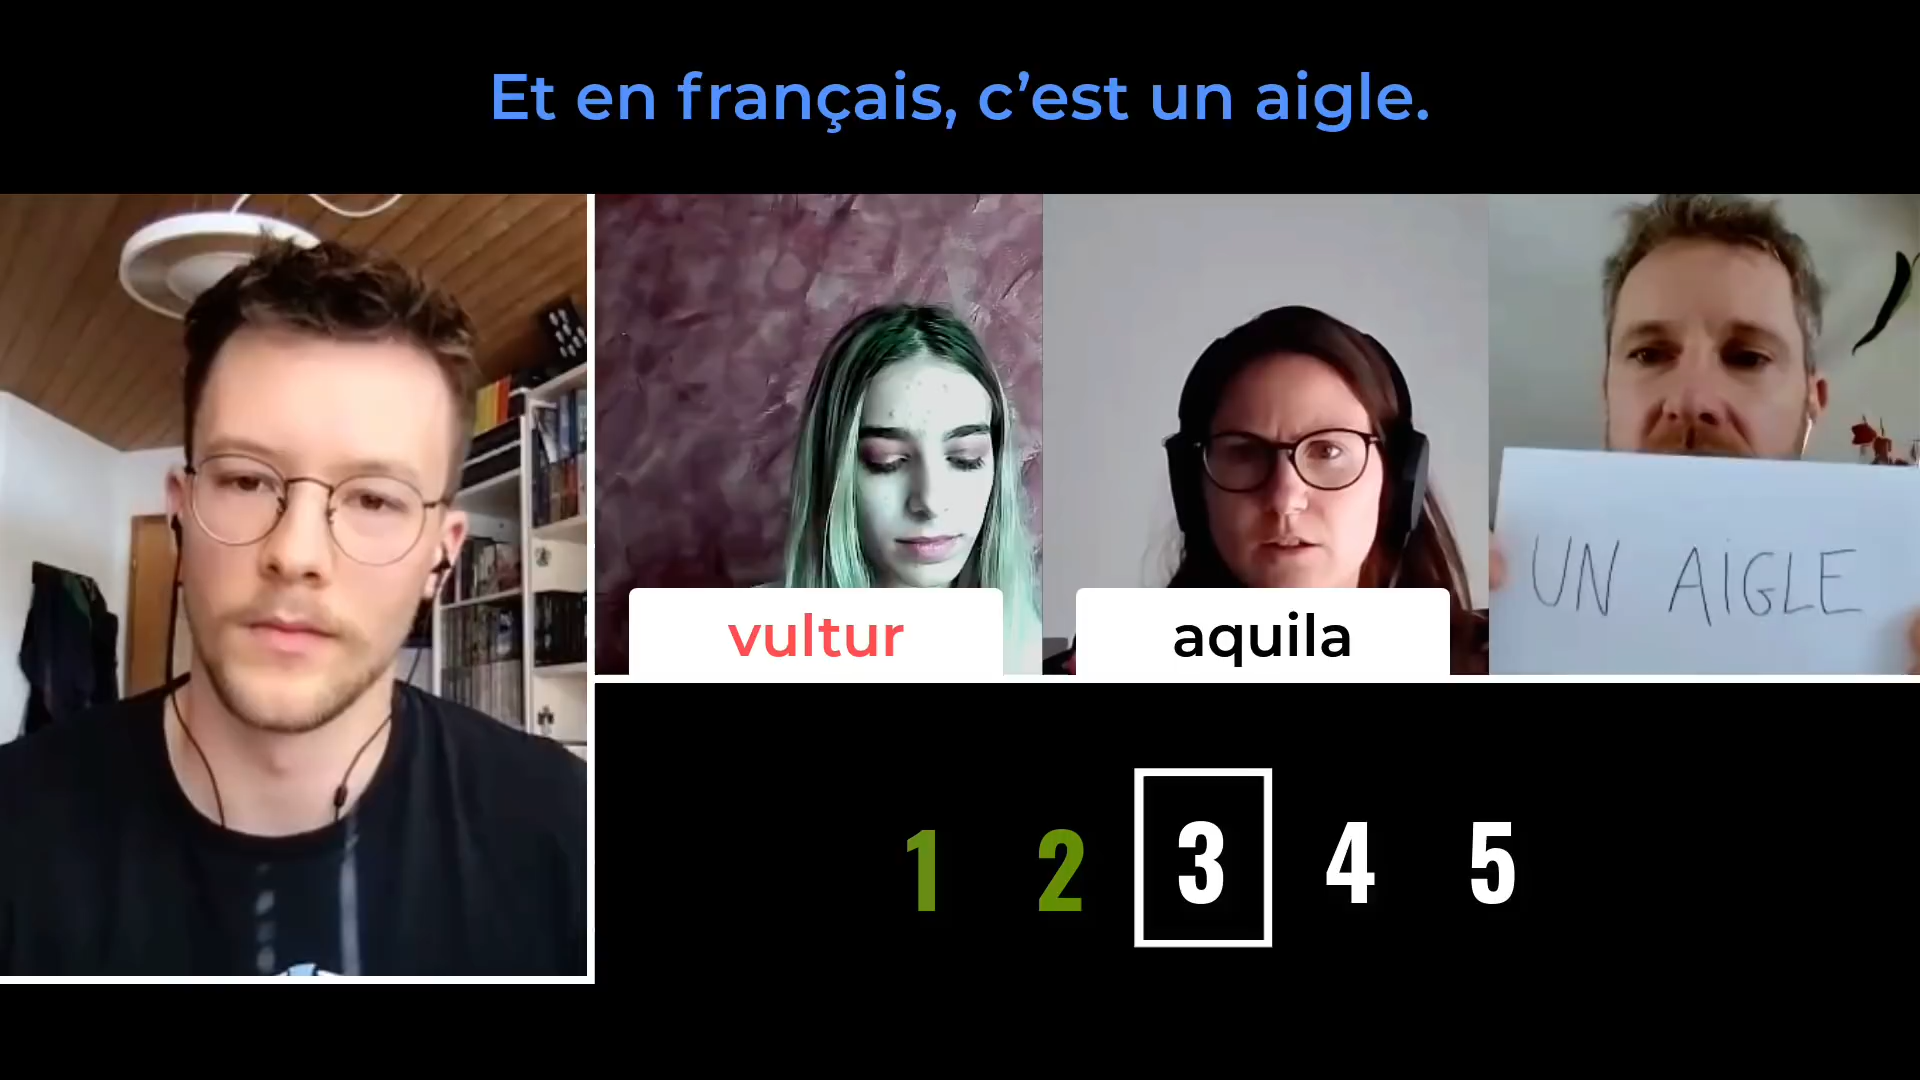 Et en français, c’est un aigle.
vultur
aquila
UN AiGLE
1 2 3 4 5